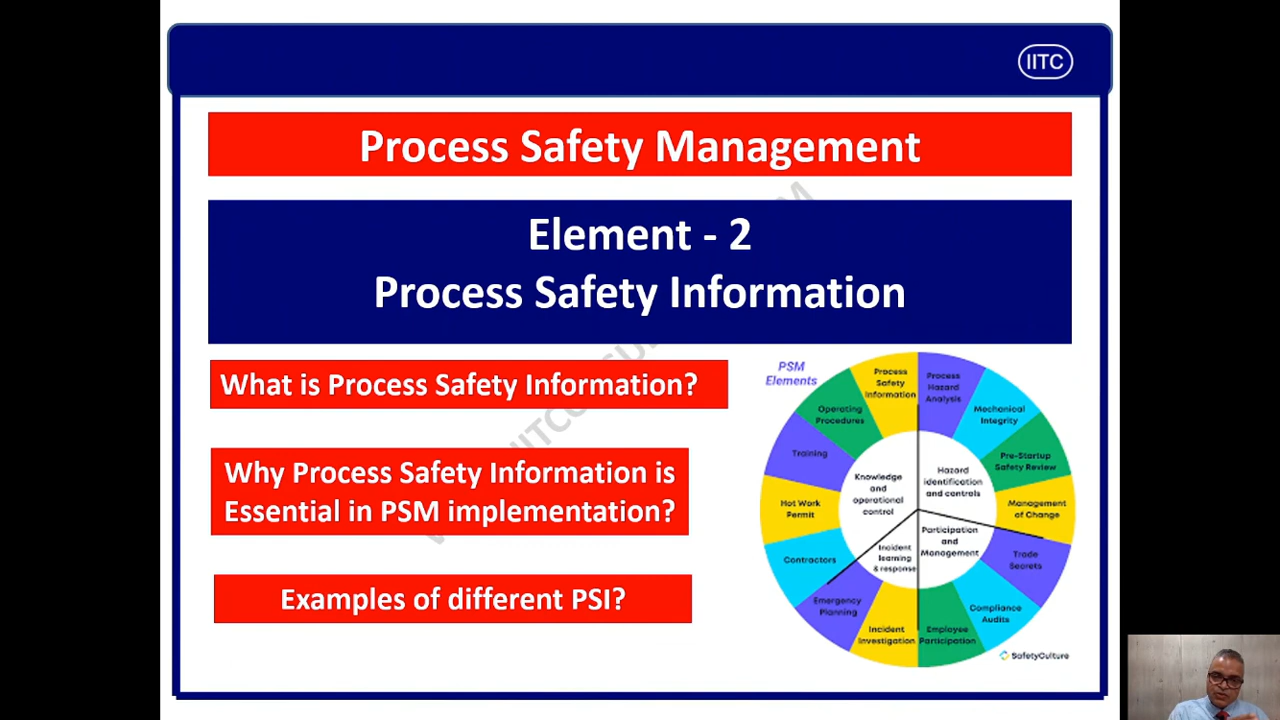 IITC
Process Safety Management
Element - 2
Process Safety Information
What is Process Safety Information?
Why Process Safety Information is
Essential in PSM implementation?
Examples of different PSI?
PSM
Elements
Process
Safety
Information
Process
Hazard
Analysis
Mechanical
Integrity
Pre-Startup
Safety Review
Management
of Change
Trade
Secrets
Compliance
Audits
Employee
Participation
Incident
Investigation
Emergency
Planning
Contractors
Hot Work
Permit
Training
Operating
Procedures
Knowledge
and
operational
control
Hazard
identification
and controls
Participation
and
Management
Incident
learning
& response
SafetyCulture